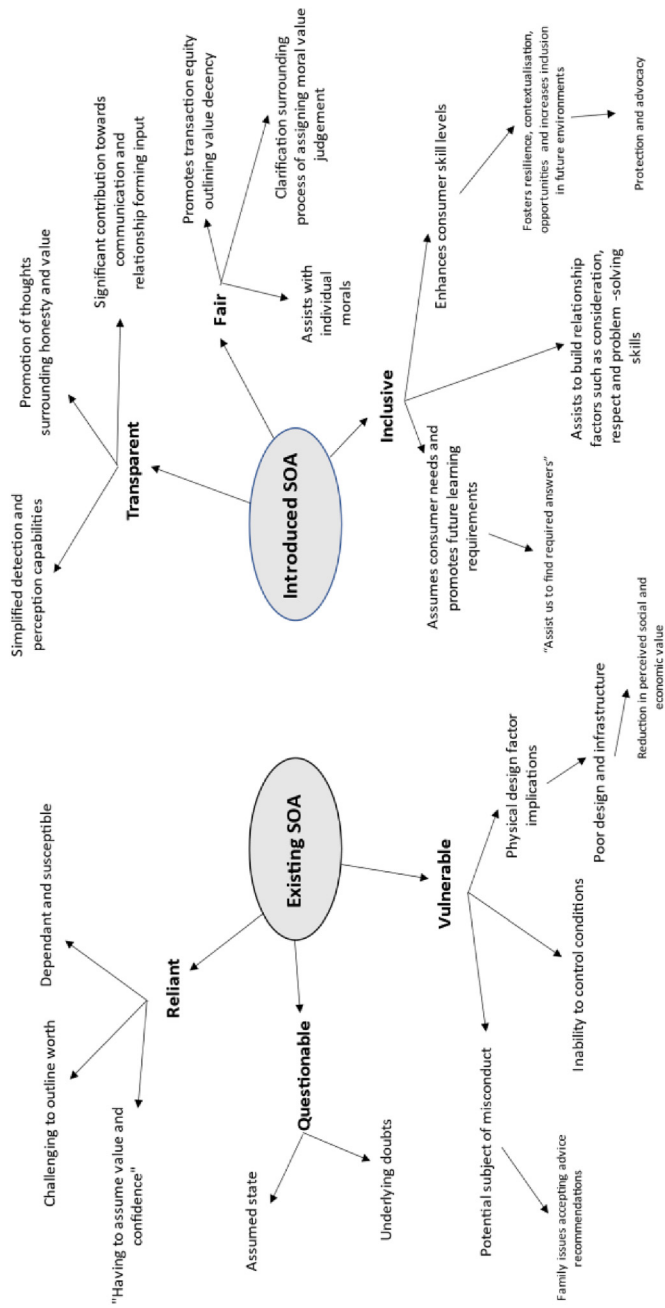 Existing SOA
Reliant
Dependant and susceptible
Challenging to outline worth
"Having to assume value and
confidence"
Questionable
Assumed state
Underlying doubts
Vulnerable
Potential subject of misconduct
Family issues accepting advice
recommendations
Inability to control conditions
Physical design factor
implications
Poor design and infrastructure
Reduction in perceived social and
economic value
Introduced SOA
Transparent
Simplified detection and
perception capabilities
Promotion of thoughts
surrounding honesty and value
Significant contribution towards
communication and
relationship forming input
Fair
Promotes transaction equity
outlining value decency
Clarification surrounding
process of assigning moral value
judgement
Assists with
individual
morals
Inclusive
Assumes consumer needs and
promotes future learning
requirements
“Assist us to find required answers”
Assists to build relationship
factors such as consideration,
respect and problem -solving
skills
Enhances consumer skill levels
Fosters resilience, contextualisation,
opportunities and increases inclusion
in future environments
Protection and advocacy